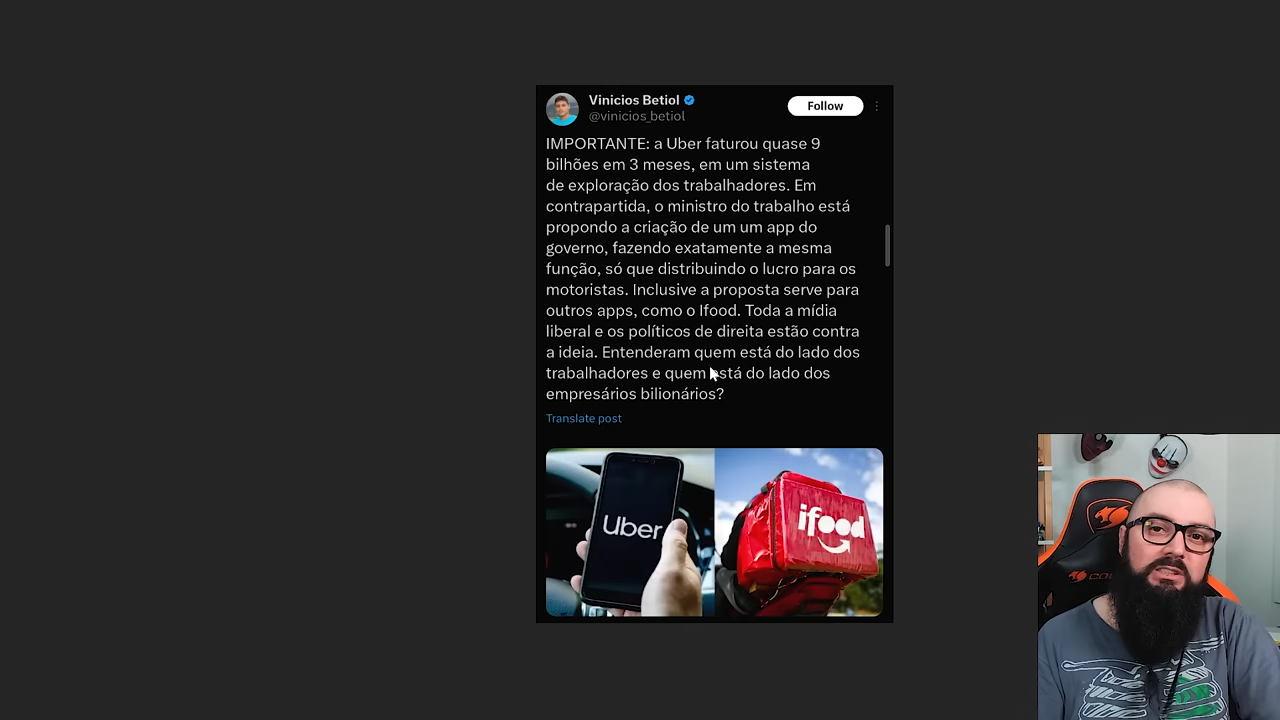 Vinicios Betiol
@vinicios_betiol
Follow
IMPORTANTE: a Uber faturou quase 9
bilhões em 3 meses, em um sistema
de exploração dos trabalhadores. Em
contrapartida, o ministro do trabalho está
propondo a criação de um um app do
governo, fazendo exatamente a mesma
função, só que distribuindo o lucro para os
motoristas. Inclusive a proposta serve para
outros apps, como o Ifood. Toda a mídia
liberal e os políticos de direita estão contra
a ideia. Entenderam quem está do lado dos
trabalhadores e quem está do lado dos
empresários bilionários?
Translate post
Uber
ifood